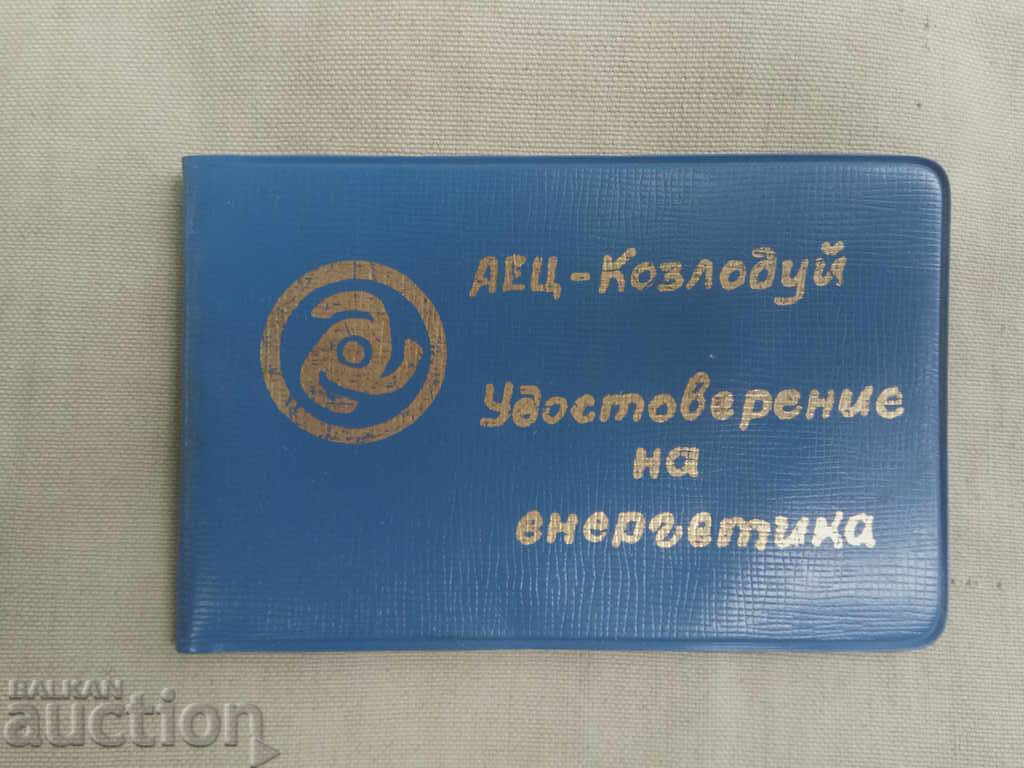 АЕЦ-Козлодуй
Удостоверение
на
енергетика
BALKAN
auction